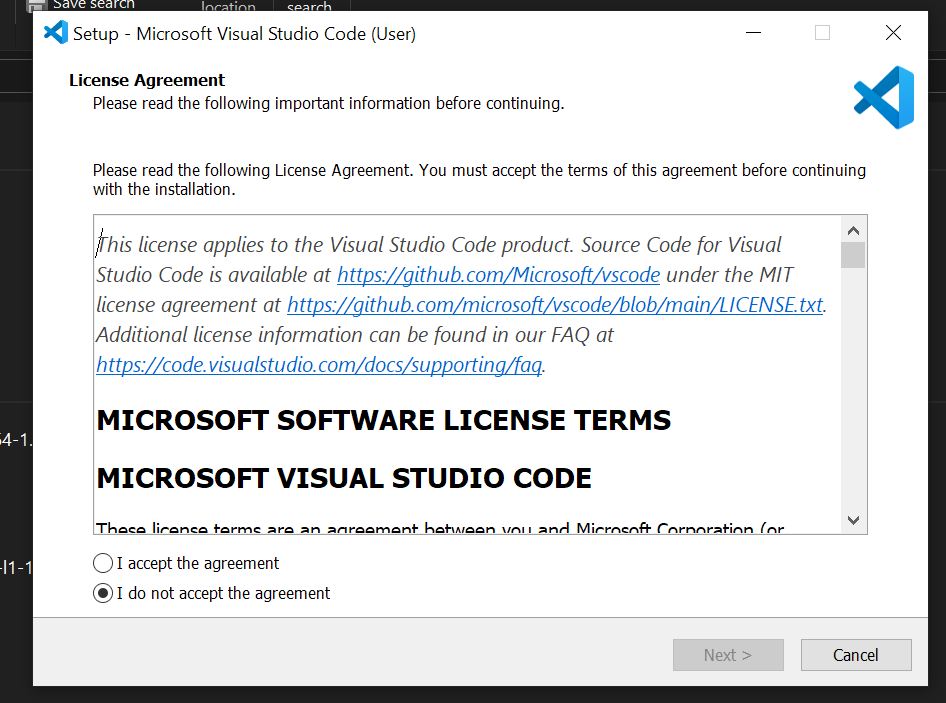 Save search
location
search
Setup - Microsoft Visual Studio Code (User)
License Agreement
Please read the following important information before continuing.
Please read the following License Agreement. You must accept the terms of this agreement before continuing
with the installation.
This license applies to the Visual Studio Code product. Source Code for Visual
Studio Code is available at https://github.com/Microsoft/vscode under the MIT
license agreement at https://github.com/microsoft/vscode/blob/main/LICENSE.txt.
Additional license information can be found in our FAQ at
https://code.visualstudio.com/docs/supporting/faq.
MICROSOFT SOFTWARE LICENSE TERMS
MICROSOFT VISUAL STUDIO CODE
These license terms are an agreement between you and Microsoft Corporation (or
64-1.
-l1-1
I accept the agreement
I do not accept the agreement
Next >
Cancel